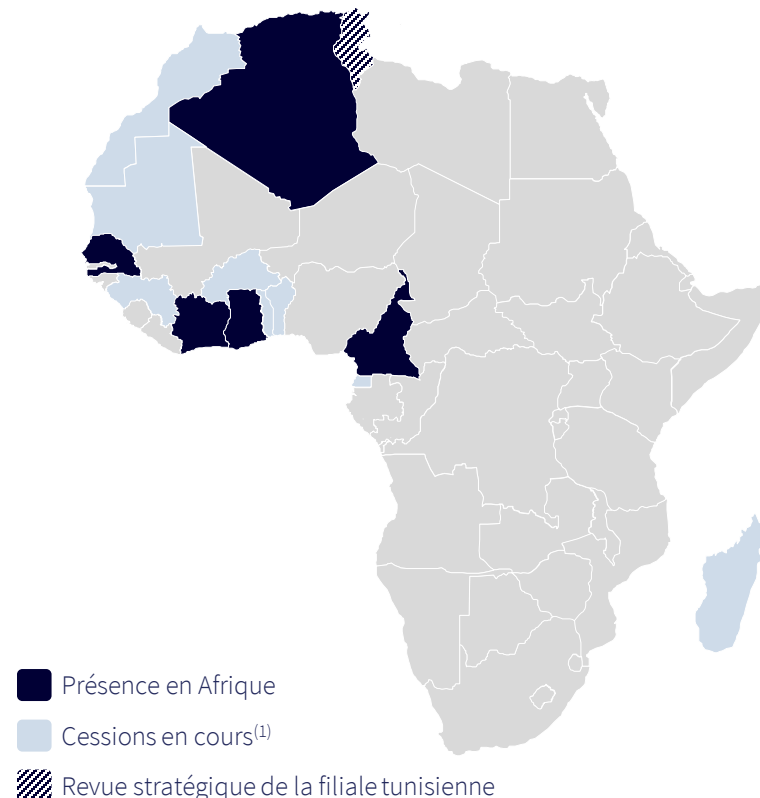 Présence en Afrique
Cessions en cours(1)
Revue stratégique de la filiale tunisienne